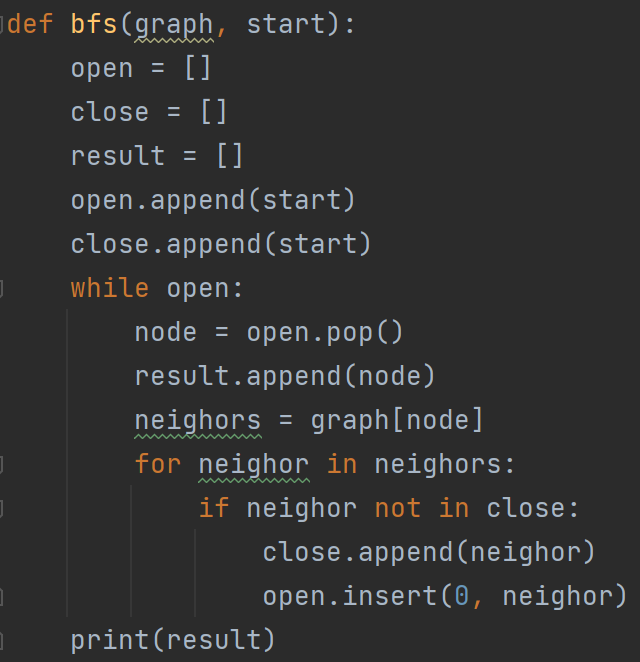 def bfs(graph, start):
    open = []
    close = []
    result = []
    open.append(start)
    close.append(start)
    while open:
        node = open.pop()
        result.append(node)
        neighors = graph[node]
        for neighor in neighors:
            if neighor not in close:
                close.append(neighor)
                open.insert(0, neighor)
    print(result)